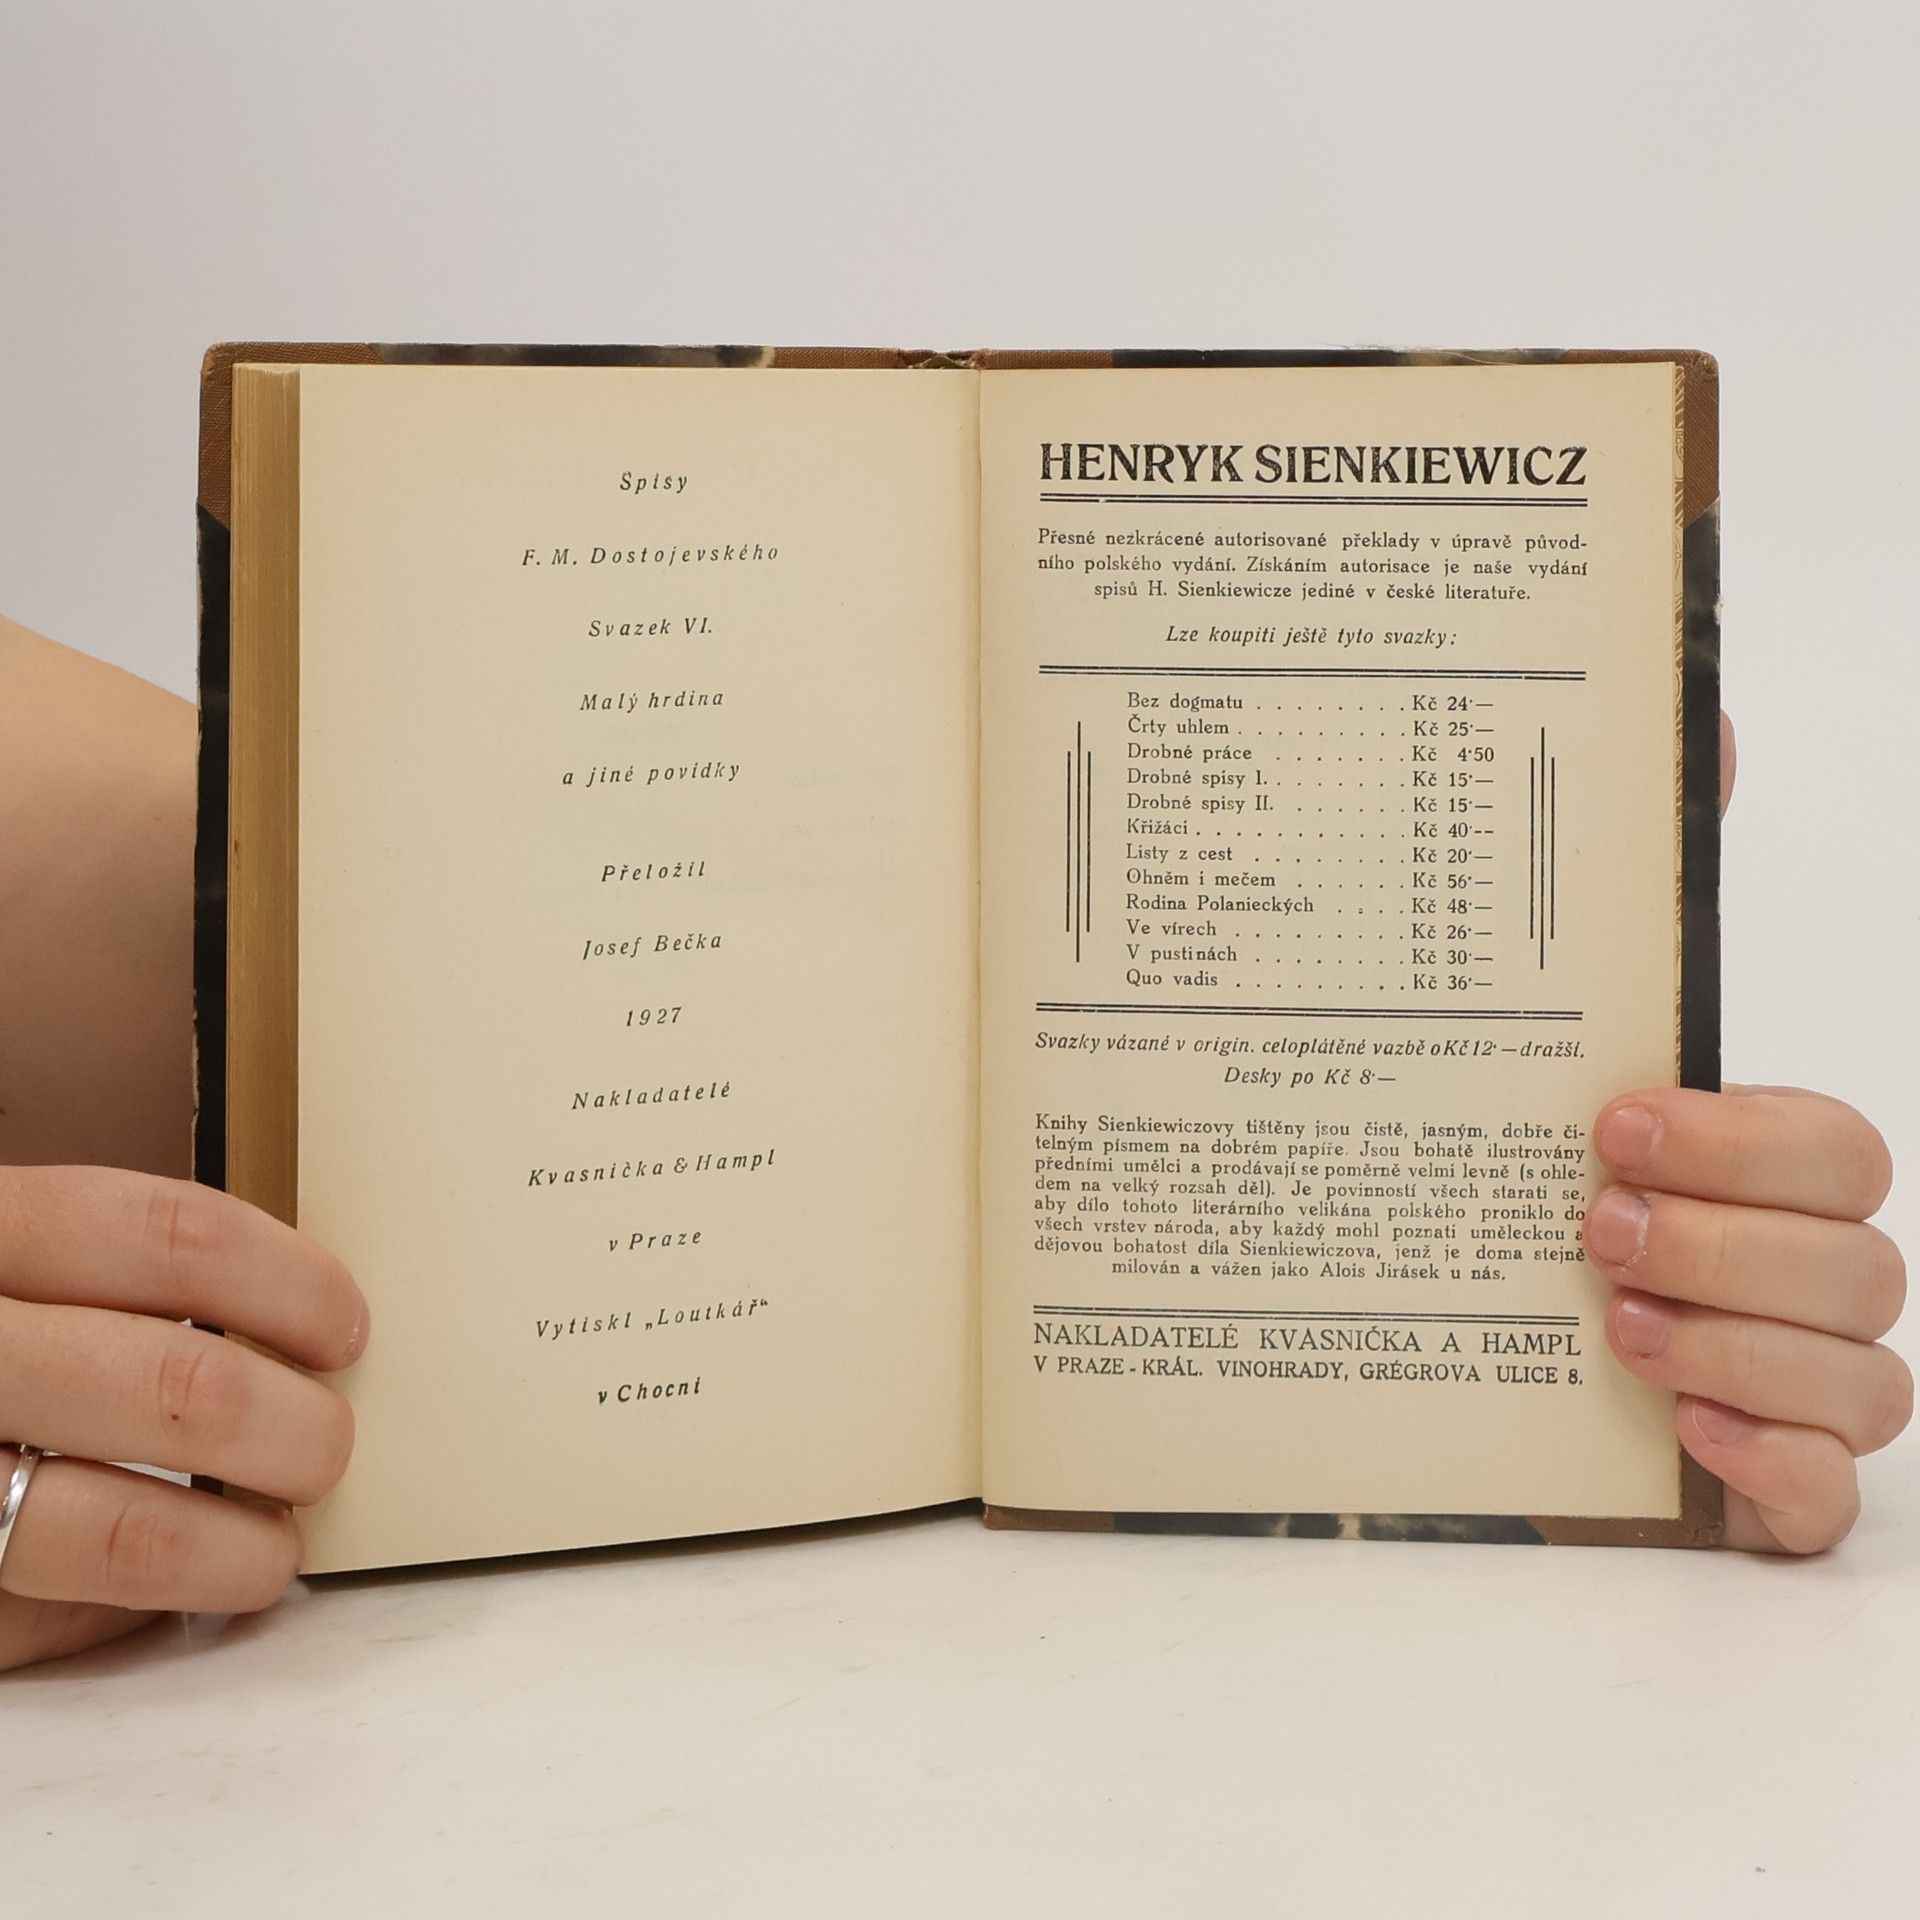 Spisy
F. M. Dostojevského
Svazek VI.
Malý hrdina
a jiné povídky
Přeložil
Josef Bečka
1927
Nakladatelé
Kvasnička & Hampl
v Praze
Vytiskl „Loutkář“
v Chocni
HENRYK SIENKIEWICZ
Přesné nezkrácené autorisované překlady v úpravě původ-
ního polského vydání. Získáním autorisace je naše vydání
spisů H. Sienkiewicze jediné v české literatuře.
Lze koupiti ještě tyto svazky:
Bez dogmatu . . . . . . . . Kč 24·—
Črty uhlem . . . . . . . . . Kč 25·—
Drobné práce . . . . . . . Kč 4·50
Drobné spisy I. . . . . . . . Kč 15·—
Drobné spisy II. . . . . . . Kč 15·—
Křižáci . . . . . . . . . . . Kč 40·--
Listy z cest . . . . . . . . Kč 20·—
Ohněm i mečem . . . . . . Kč 56·—
Rodina Polanieckých . . . . Kč 48·—
Ve vírech . . . . . . . . . Kč 26·—
V pustinách . . . . . . . . Kč 30·—
Quo vadis . . . . . . . . . Kč 36·—
Svazky vázané v origin. celoplátěné vazbě o Kč 12·— dražší.
Desky po Kč 8·—
Knihy Sienkiewiczovy tištěny jsou čistě, jasným, dobře či-
telným písmem na dobrém papíře. Jsou bohatě ilustrovány
předními umělci a prodávají se poměrně velmi levně (s ohle-
dem na velký rozsah děl). Je povinností všech starati se,
aby dílo tohoto literárního velikána polského proniklo do
všech vrstev národa, aby každý mohl poznati uměleckou a
dějovou bohatost díla Sienkiewiczova, jenž je doma stejně
milován a vážen jako Alois Jirásek u nás.
NAKLADATELÉ KVASNIČKA A HAMPL
V PRAZE - KRÁL. VINOHRADY, GRÉGROVA ULICE 8.